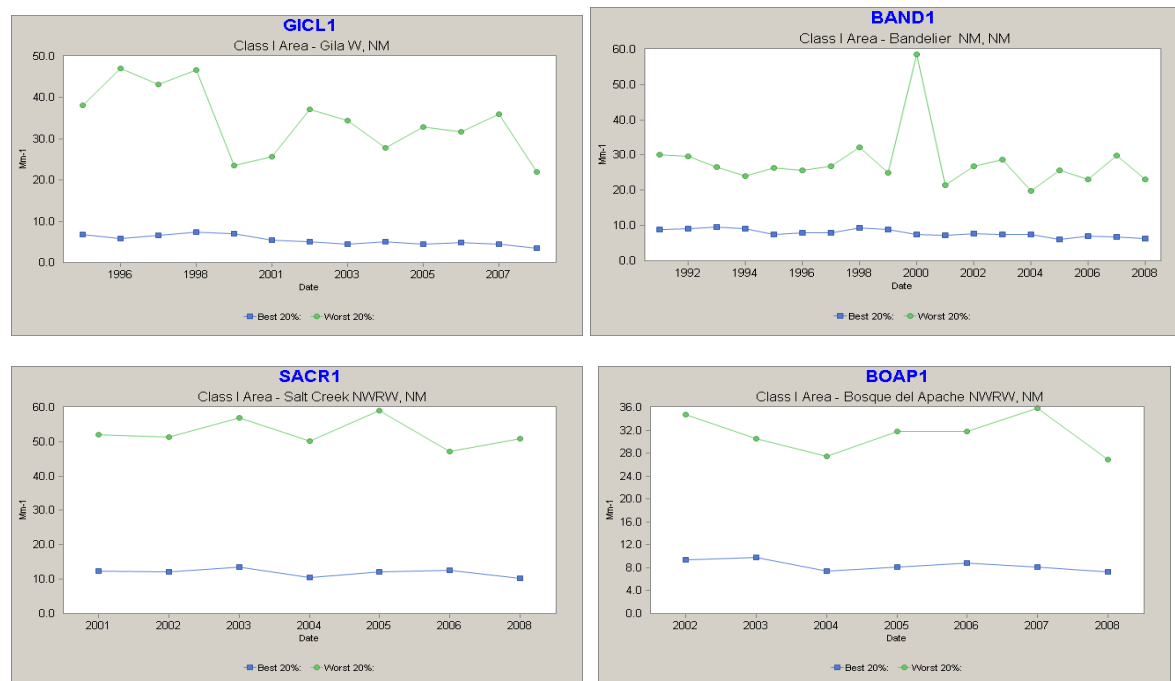 GICL1
Class I Area - Gila W, NM
50.0
40.0
30.0
20.0
10.0
0.0
Mm-1
1996
1998
2001
2003
2005
2007
Date
Best 20%:
Worst 20%:
BAND1
Class I Area - Bandelier NM, NM
60.0
50.0
40.0
30.0
20.0
10.0
0.0
Mm-1
1992
1994
1996
1998
2000
2002
2004
2006
2008
Date
Best 20%:
Worst 20%:
SACR1
Class I Area - Salt Creek NWRW, NM
60.0
50.0
40.0
30.0
20.0
10.0
0.0
Mm-1
2001
2002
2003
2004
2005
2006
2008
Date
Best 20%:
Worst 20%:
BOAP1
Class I Area - Bosque del Apache NWRW, NM
36.0
32.0
28.0
24.0
20.0
16.0
12.0
8.0
4.0
0.0
Mm-1
2002
2003
2004
2005
2006
2007
2008
Date
Best 20%:
Worst 20%: